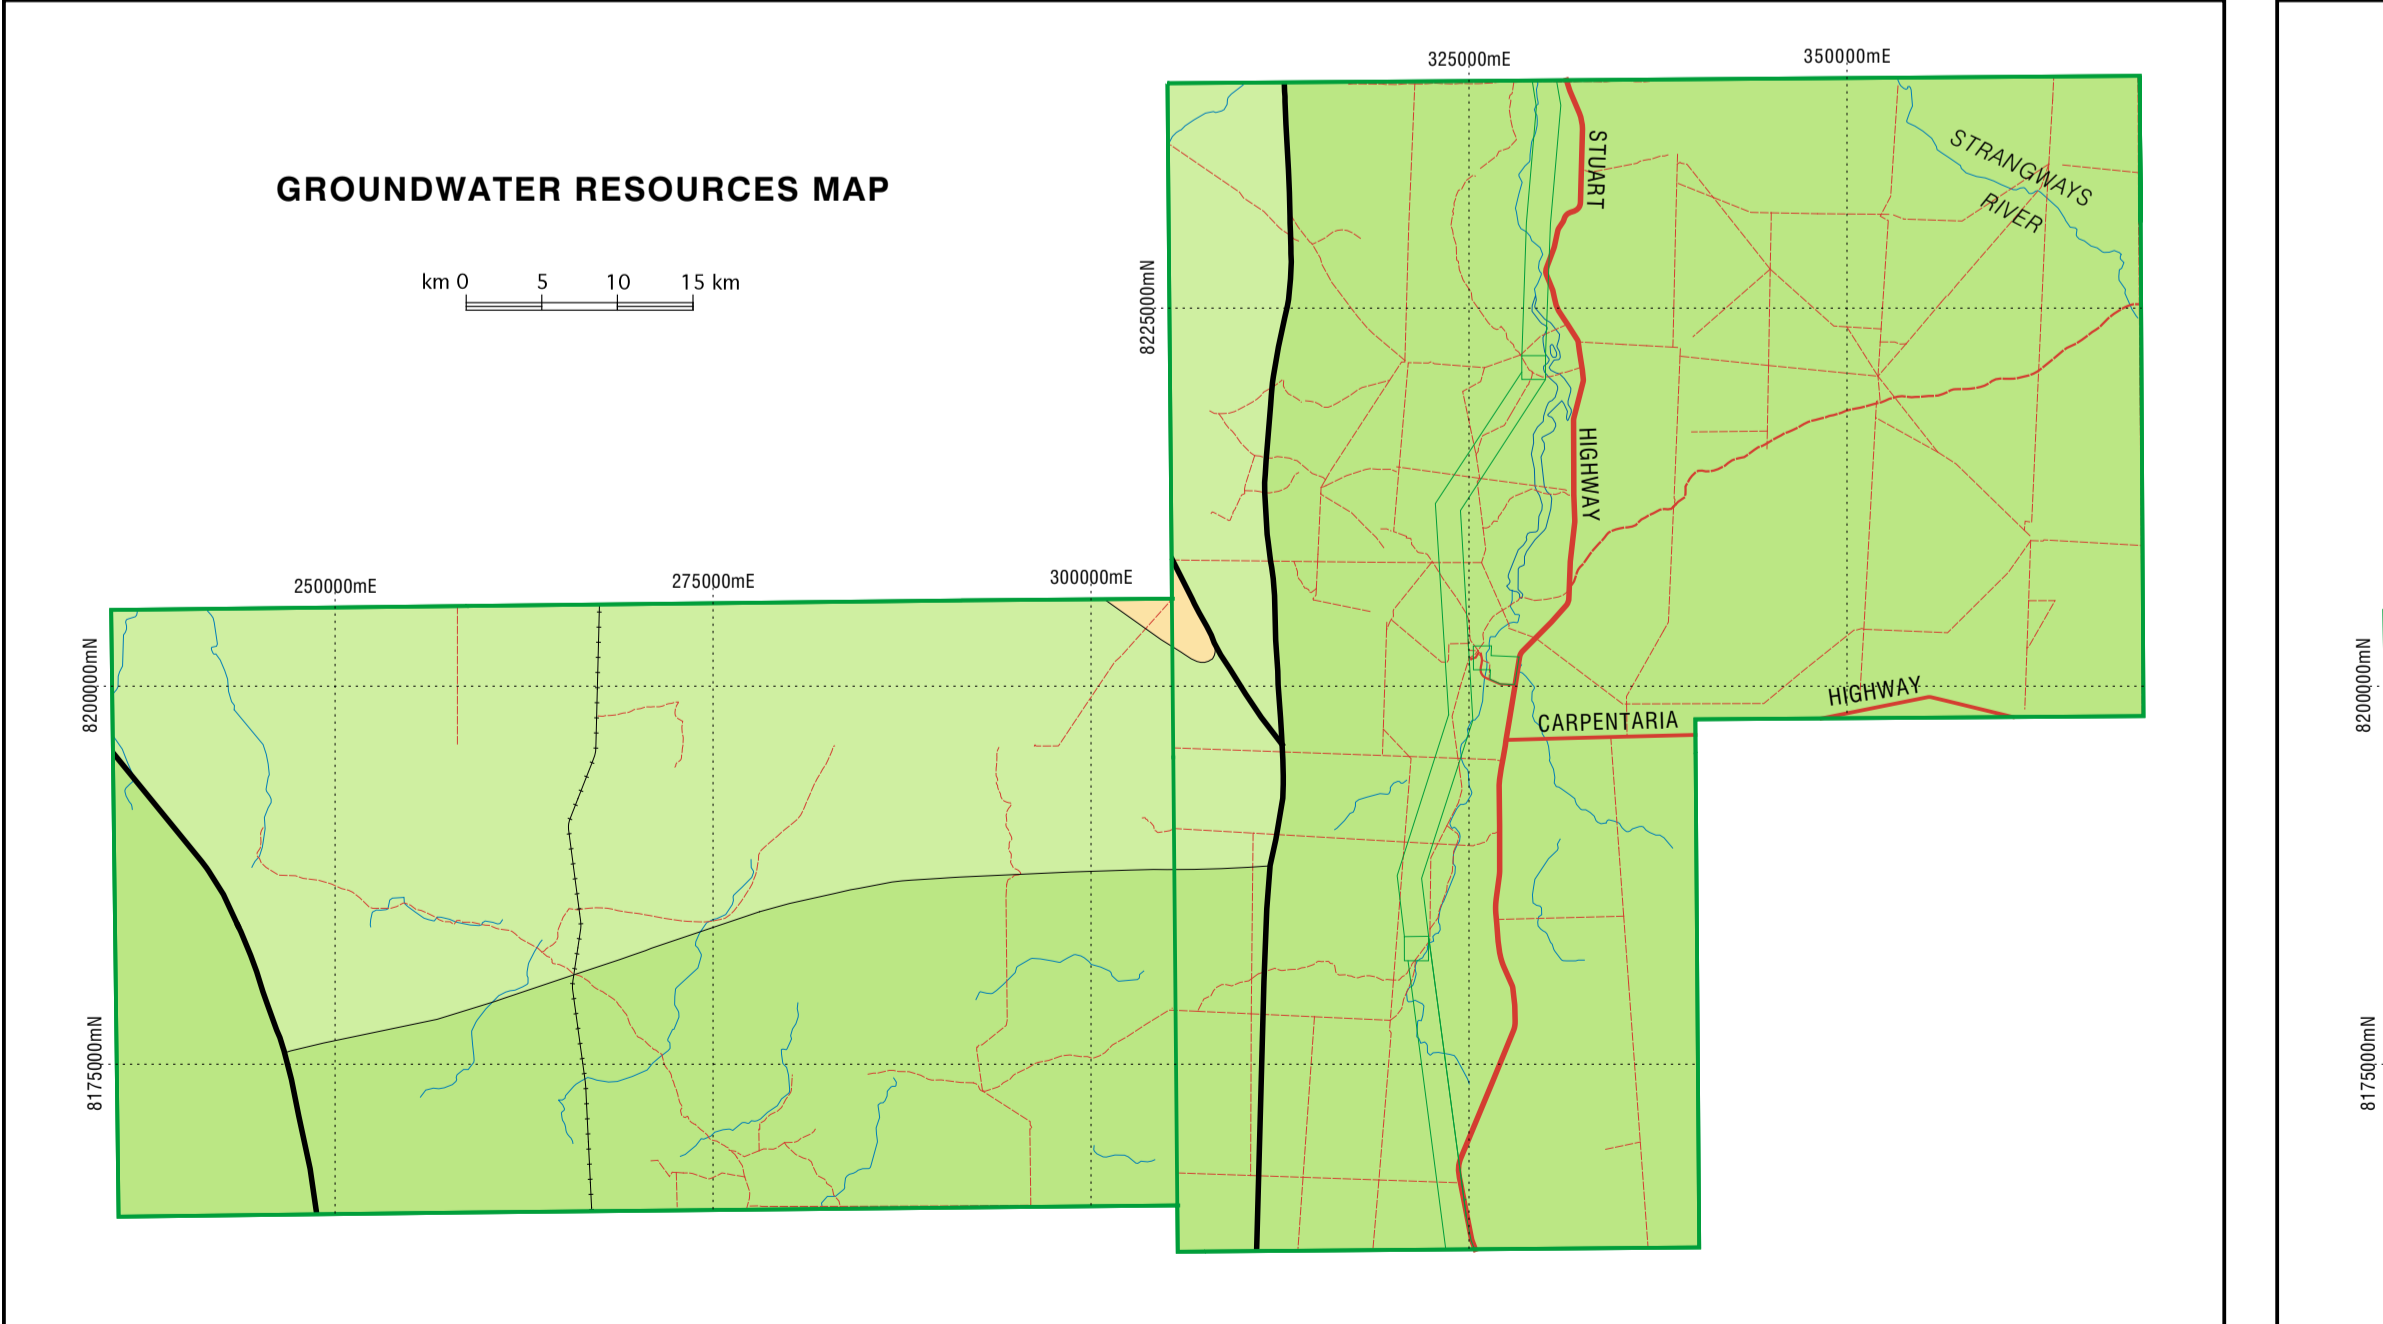 325000mE
350000mE
STUART
STRANGWAYS
RIVER
GROUNDWATER RESOURCES MAP
km 0 5 10 15 km
8225000mN
HIGHWAY
250000mE
275000mE
300000mE
8200000mN
8200000mN
HIGHWAY
CARPENTARIA
8175000mN
8175000mN